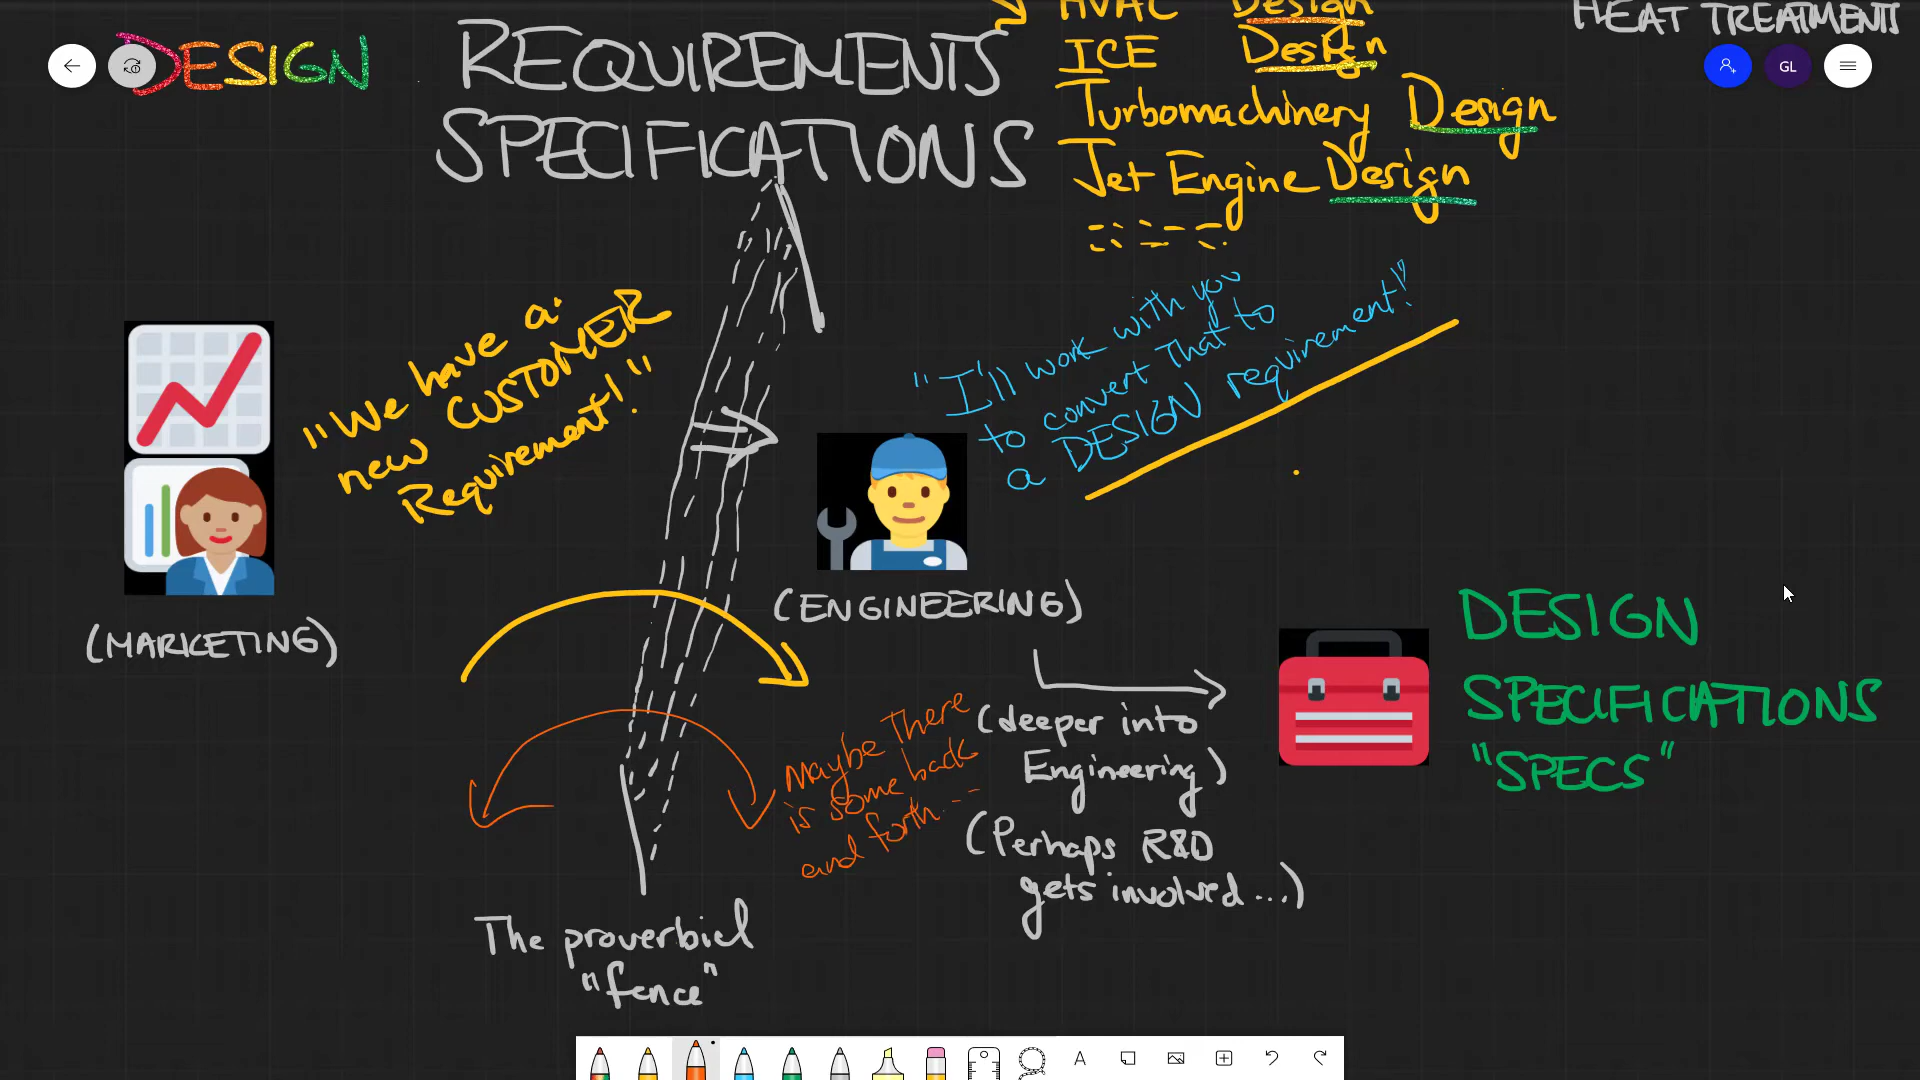 DESIGN
REQUIREMENTS
SPECIFICATIONS
HVAC Design
ICE Design
Turbomachinery Design
Jet Engine Design
HEAT TREATMENTS
GL
"We have a
new CUSTOMER
Requirement!"
"I'll work with you
to convert that to
a DESIGN requirement!"
(MARKETING)
(ENGINEERING)
(deeper into
Engineering)
(Perhaps R&D
gets involved...)
Maybe there
is some back
and forth...
DESIGN
SPECIFICATIONS
"SPECS"
The proverbial
"fence"
A